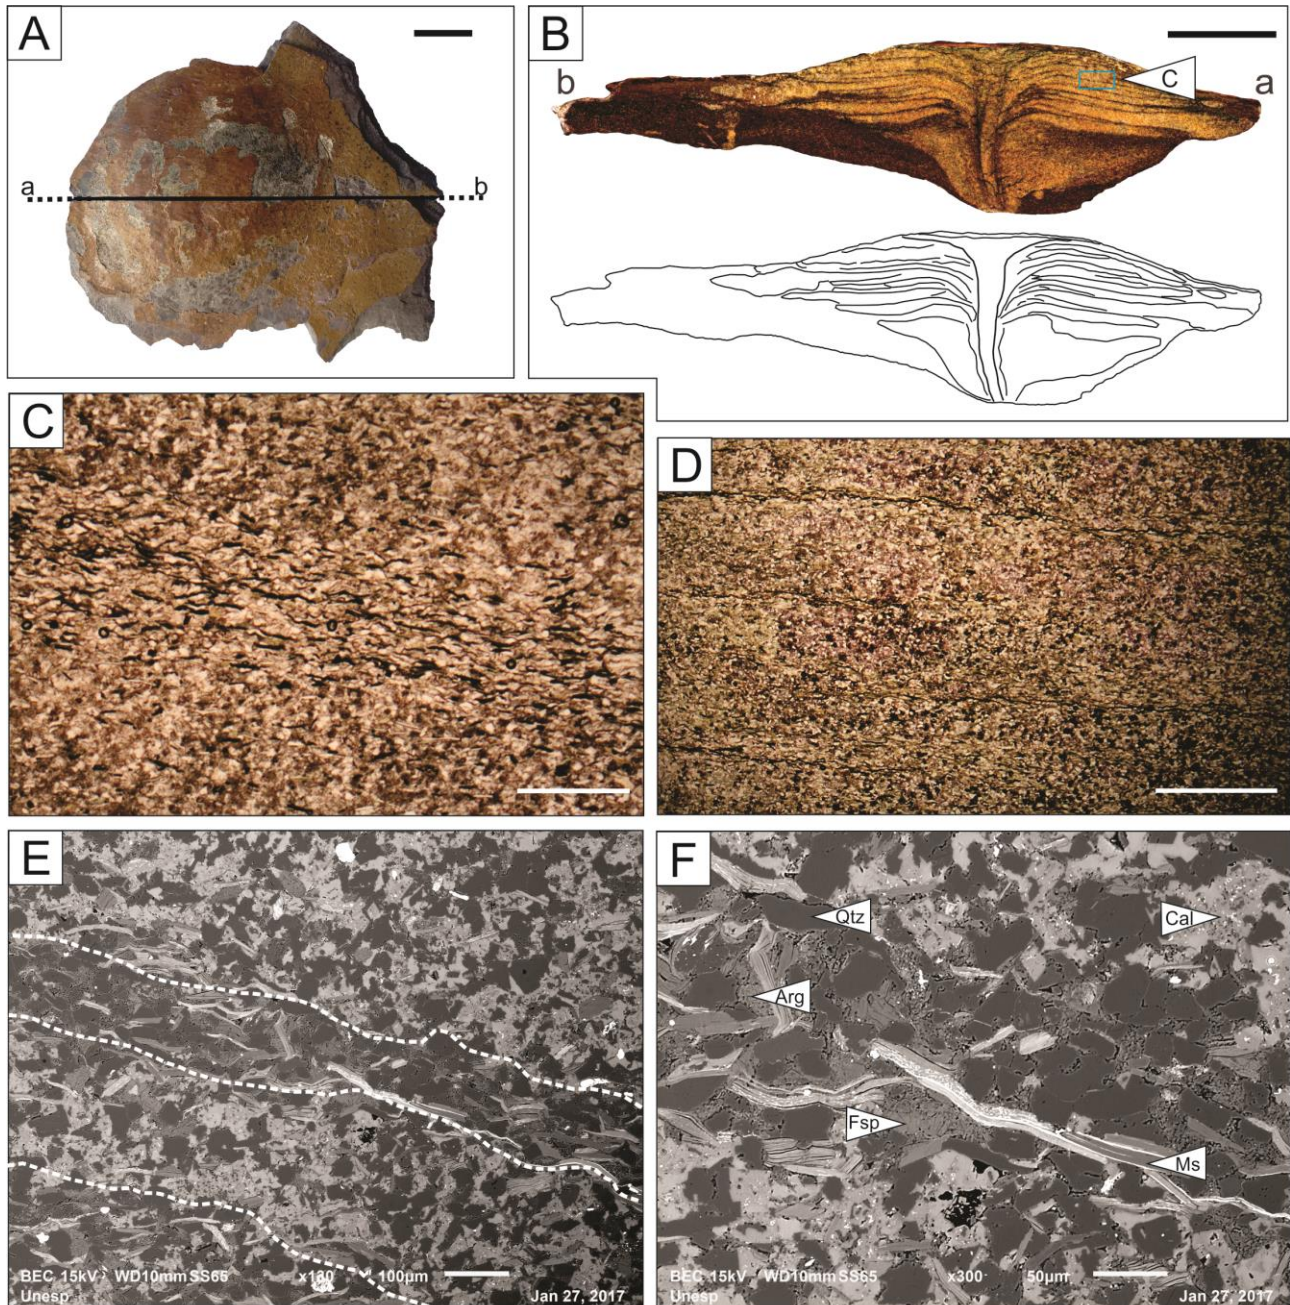 A
a
b
B
b
C
a
C
D
E
BEC 15kV WD10mm SS65 x130 100µm
Unesp Jan 27, 2017
F
Qtz
Cal
Arg
Fsp
Ms
BEC 15kV WD10mm SS65 x300 50µm
Unesp Jan 27, 2017